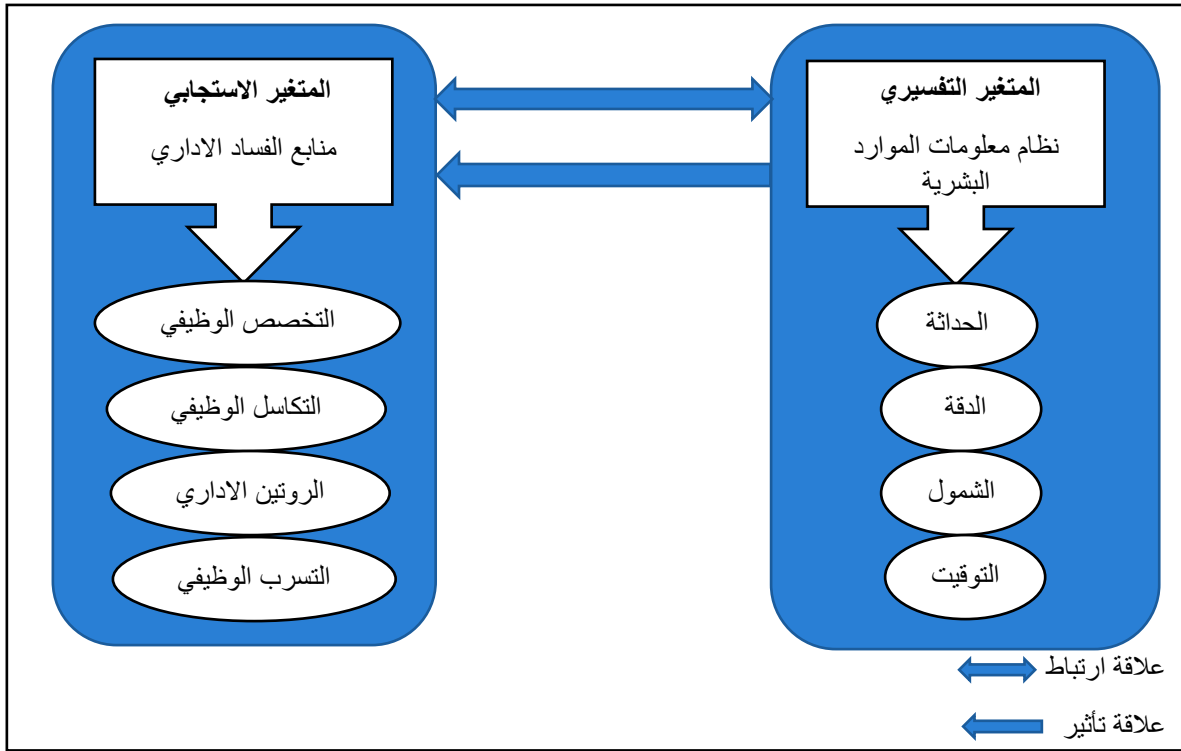 المتغير التفسيري
نظام معلومات الموارد
البشرية
الحداثة
الدقة
الشمول
التوقيت
المتغير الاستجابي
منابع الفساد الاداري
التخصص الوظيفي
التكاسل الوظيفي
الروتين الاداري
التسرب الوظيفي
علاقة ارتباط
علاقة تأثير